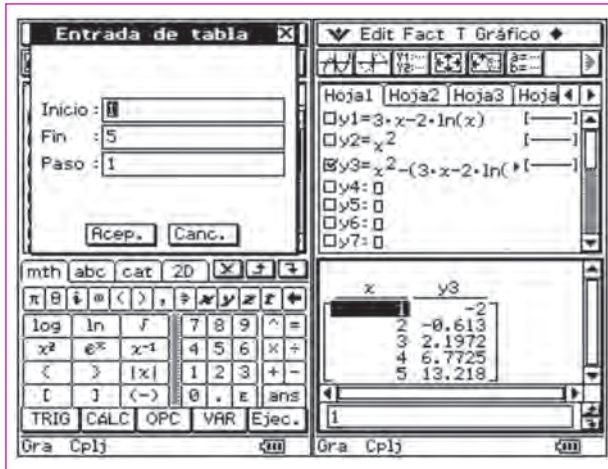 Entrada de tabla
Inicio : 1
Fin : 5
Paso : 1
Acep. Canc.
mth abc cat 2D
π θ i ∞ ( ) , ⇒ x y z t ←
log ln √ 7 8 9 ^ =
x² eˣ x⁻¹ 4 5 6 × ÷
( ) |x| 1 2 3 + −
[ ] (−) 0 . E ans
TRIG CALC OPC VAR Ejec.
Gra Cplj
Edit Fact T Gráfico ◆
Y1:... Y2:... a=... b=...
Hoja1 Hoja2 Hoja3 Hoja
y1=3·x-2·ln(x) [—]
y2=x² [—]
y3=x²-(3·x-2·ln( [—]
y4:
y5:
y6:
y7:
x y3
1 -2
2 -0.613
3 2.1972
4 6.7725
5 13.218
1
Gra Cplj